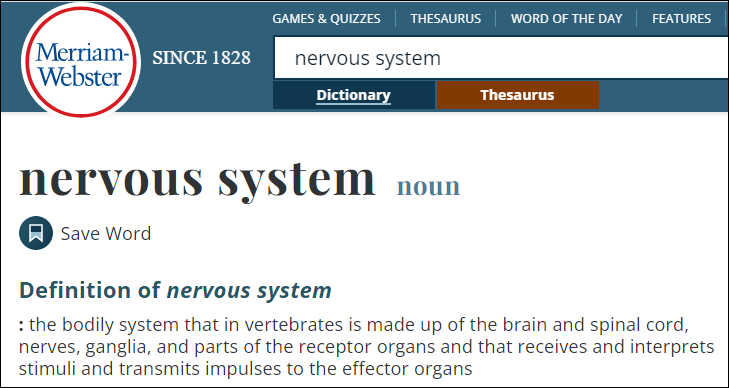 GAMES & QUIZZES THESAURUS WORD OF THE DAY FEATURES
Merriam-
Webster
SINCE 1828
nervous system
Dictionary Thesaurus
nervous system noun
Save Word
Definition of nervous system
: the bodily system that in vertebrates is made up of the brain and spinal cord,
nerves, ganglia, and parts of the receptor organs and that receives and interprets
stimuli and transmits impulses to the effector organs